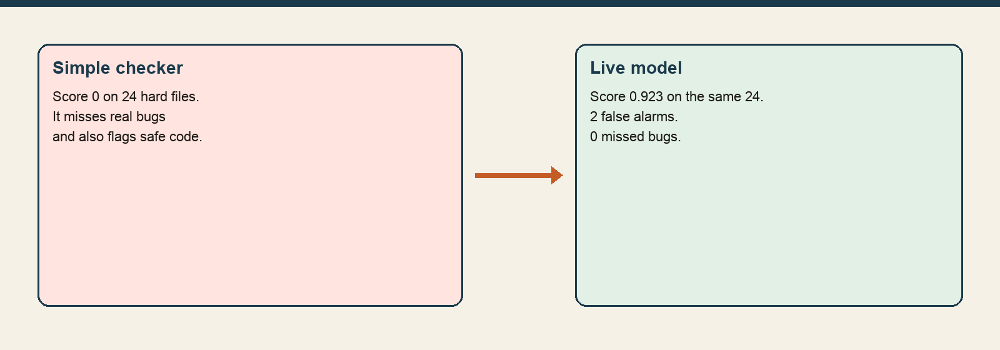 Simple checker
Score 0 on 24 hard files.
It misses real bugs
and also flags safe code.
Live model
Score 0.923 on the same 24.
2 false alarms.
0 missed bugs.